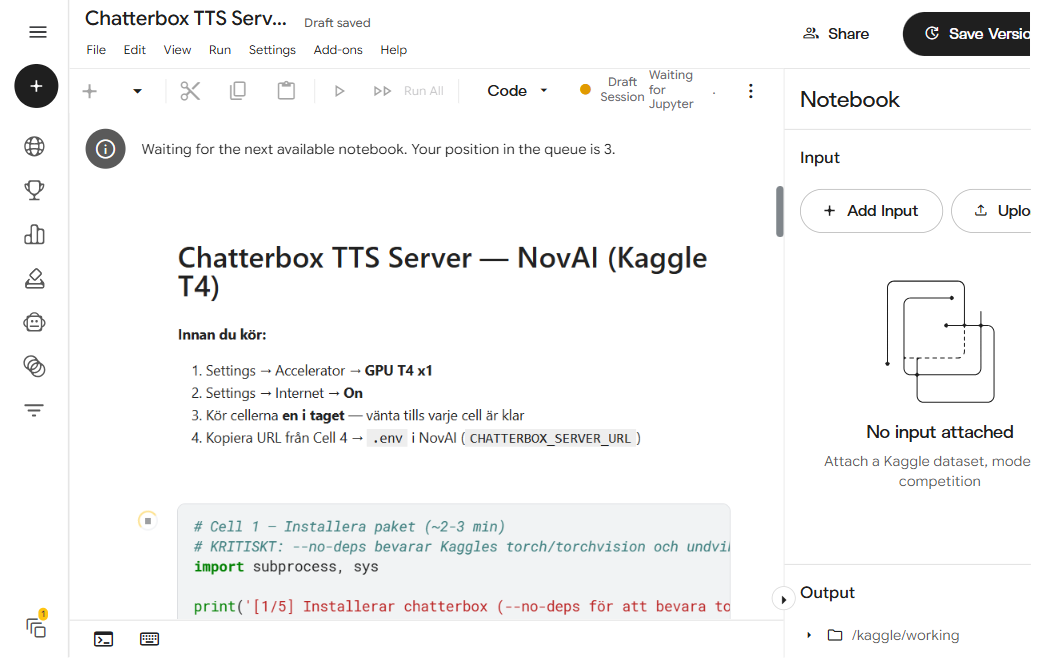 Chatterbox TTS Serv...
Draft saved
File Edit View Run Settings Add-ons Help
Share
Save Versio
Run All
Code
Draft Session
Waiting for Jupyter
Waiting for the next available notebook. Your position in the queue is 3.
Chatterbox TTS Server — NovAI (Kaggle
T4)
Innan du kör:
1. Settings → Accelerator → GPU T4 x1
2. Settings → Internet → On
3. Kör cellerna en i taget — vänta tills varje cell är klar
4. Kopiera URL från Cell 4 → .env i NovAI ( CHATTERBOX_SERVER_URL )
# Cell 1 — Installera paket (~2-3 min)
# KRITISKT: --no-deps bevarar Kaggles torch/torchvision och undvi
import subprocess, sys
print('[1/5] Installerar chatterbox (--no-deps för att bevara to
Notebook
Input
+ Add Input
Uplo
No input attached
Attach a Kaggle dataset, mode
competition
Output
/kaggle/working
1